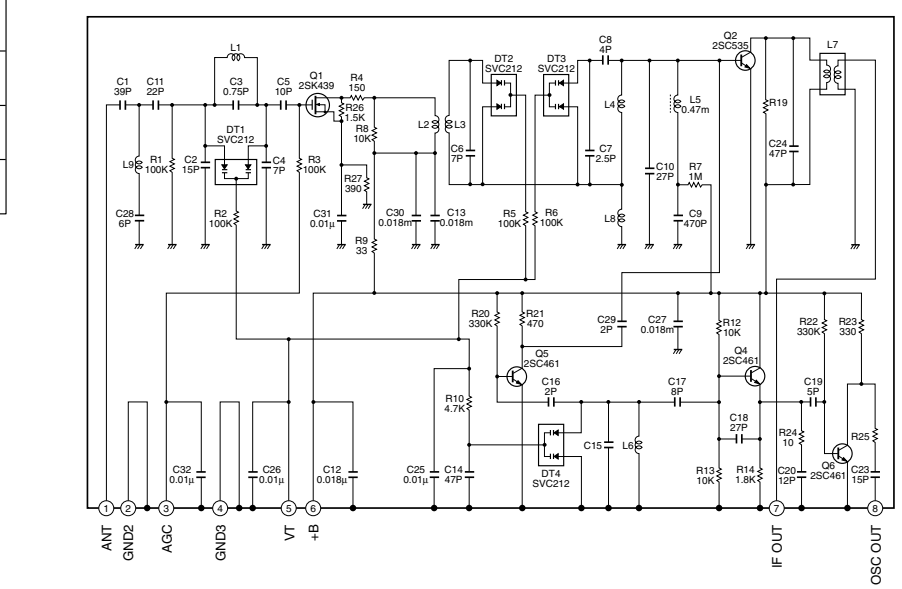 L1
C1
39P
C11
22P
C3
0.75P
C5
10P
Q1
2SK439
R4
150
R26
1.5K
R8
10K
DT1
SVC212
L9
R1
100K
C2
15P
C4
7P
R3
100K
R27
390
R2
100K
C28
6P
C31
0.01µ
R9
33
C30
0.018m
C13
0.018m
L2
L3
C6
7P
DT2
SVC212
DT3
SVC212
C8
4P
R5
100K
R6
100K
C7
2.5P
L4
L8
C10
27P
L5
0.47m
R7
1M
C9
470P
Q2
2SC535
R19
C24
47P
L7
R20
330K
R21
470
C29
2P
C27
0.018m
R12
10K
R22
330K
R23
330
Q5
2SC461
Q4
2SC461
C16
2P
C17
8P
C19
5P
R10
4.7K
C18
27P
R24
10
R25
C15
L6
DT4
SVC212
R13
10K
R14
1.8K
C20
12P
Q6
2SC461
C23
15P
C32
0.01µ
C26
0.01µ
C12
0.018µ
C25
0.01µ
C14
47P
1
2
3
4
5
6
7
8
ANT
GND2
AGC
GND3
VT
+B
IF OUT
OSC OUT